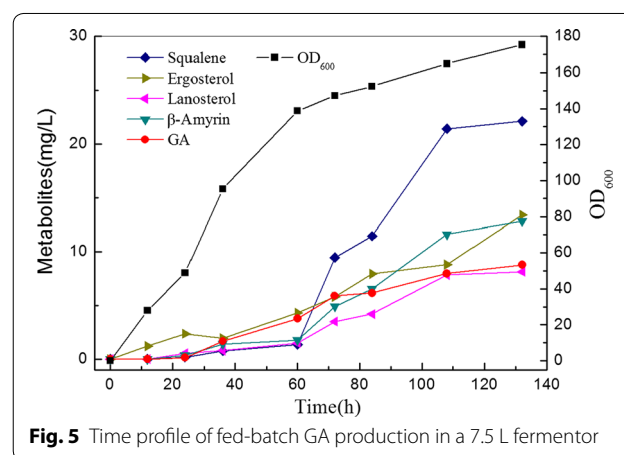 30
20
10
0
Metabolites(mg/L)
Squalene
Ergosterol
Lanosterol
β-Amyrin
GA
OD600
180
160
140
120
100
80
60
40
20
0
OD600
0 20 40 60 80 100 120 140
Time(h)
Fig. 5 Time profile of fed-batch GA production in a 7.5 L fermentor